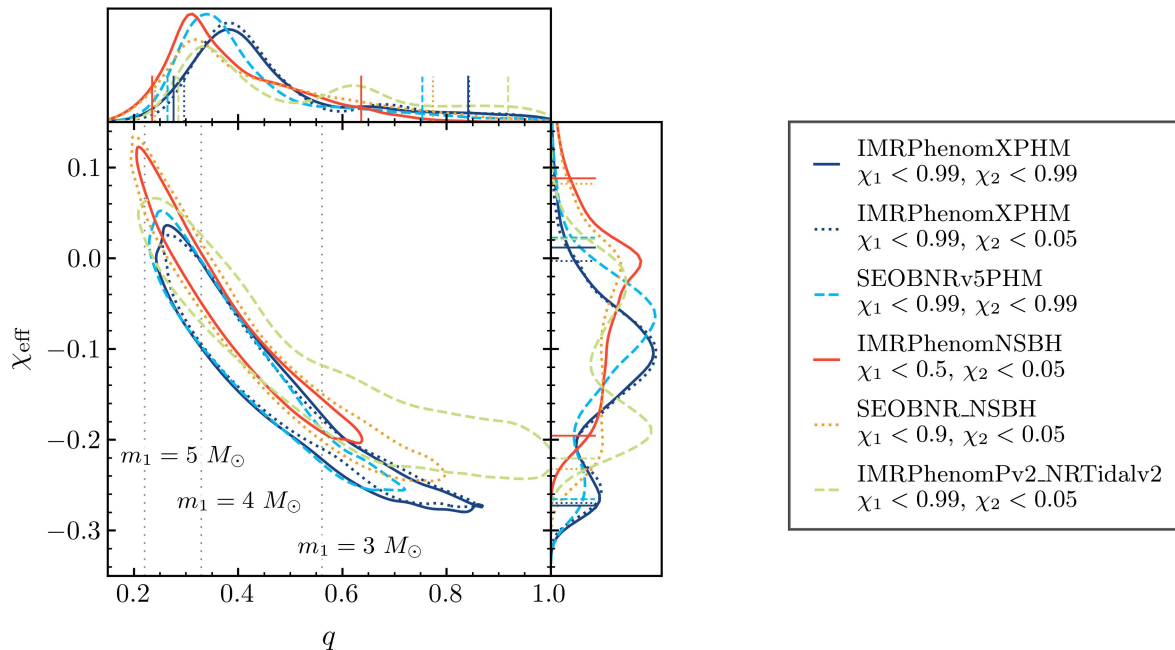 0.1
0.0
−0.1
−0.2
−0.3
χeff
m₁ = 5 M⊙
m₁ = 4 M⊙
m₁ = 3 M⊙
0.2 0.4 0.6 0.8 1.0
q
IMRPhenomXPHM
χ₁ < 0.99, χ₂ < 0.99
IMRPhenomXPHM
χ₁ < 0.99, χ₂ < 0.05
SEOBNRv5PHM
χ₁ < 0.99, χ₂ < 0.99
IMRPhenomNSBH
χ₁ < 0.5, χ₂ < 0.05
SEOBNR_NSBH
χ₁ < 0.9, χ₂ < 0.05
IMRPhenomPv2_NRTidalv2
χ₁ < 0.99, χ₂ < 0.05